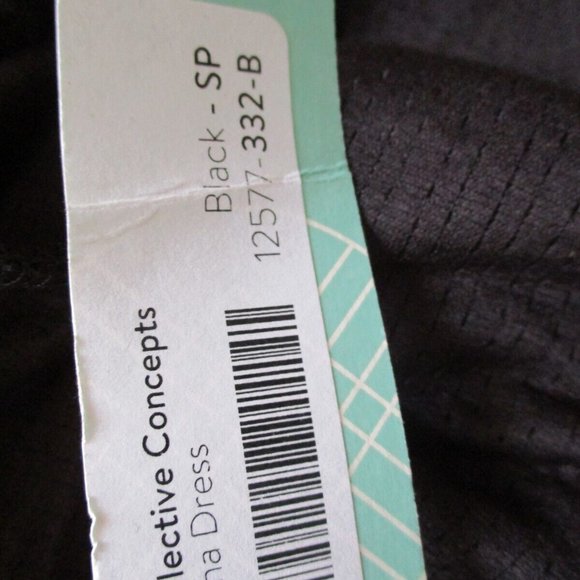 lective Concepts
na Dress
Black - SP
12577-332-B